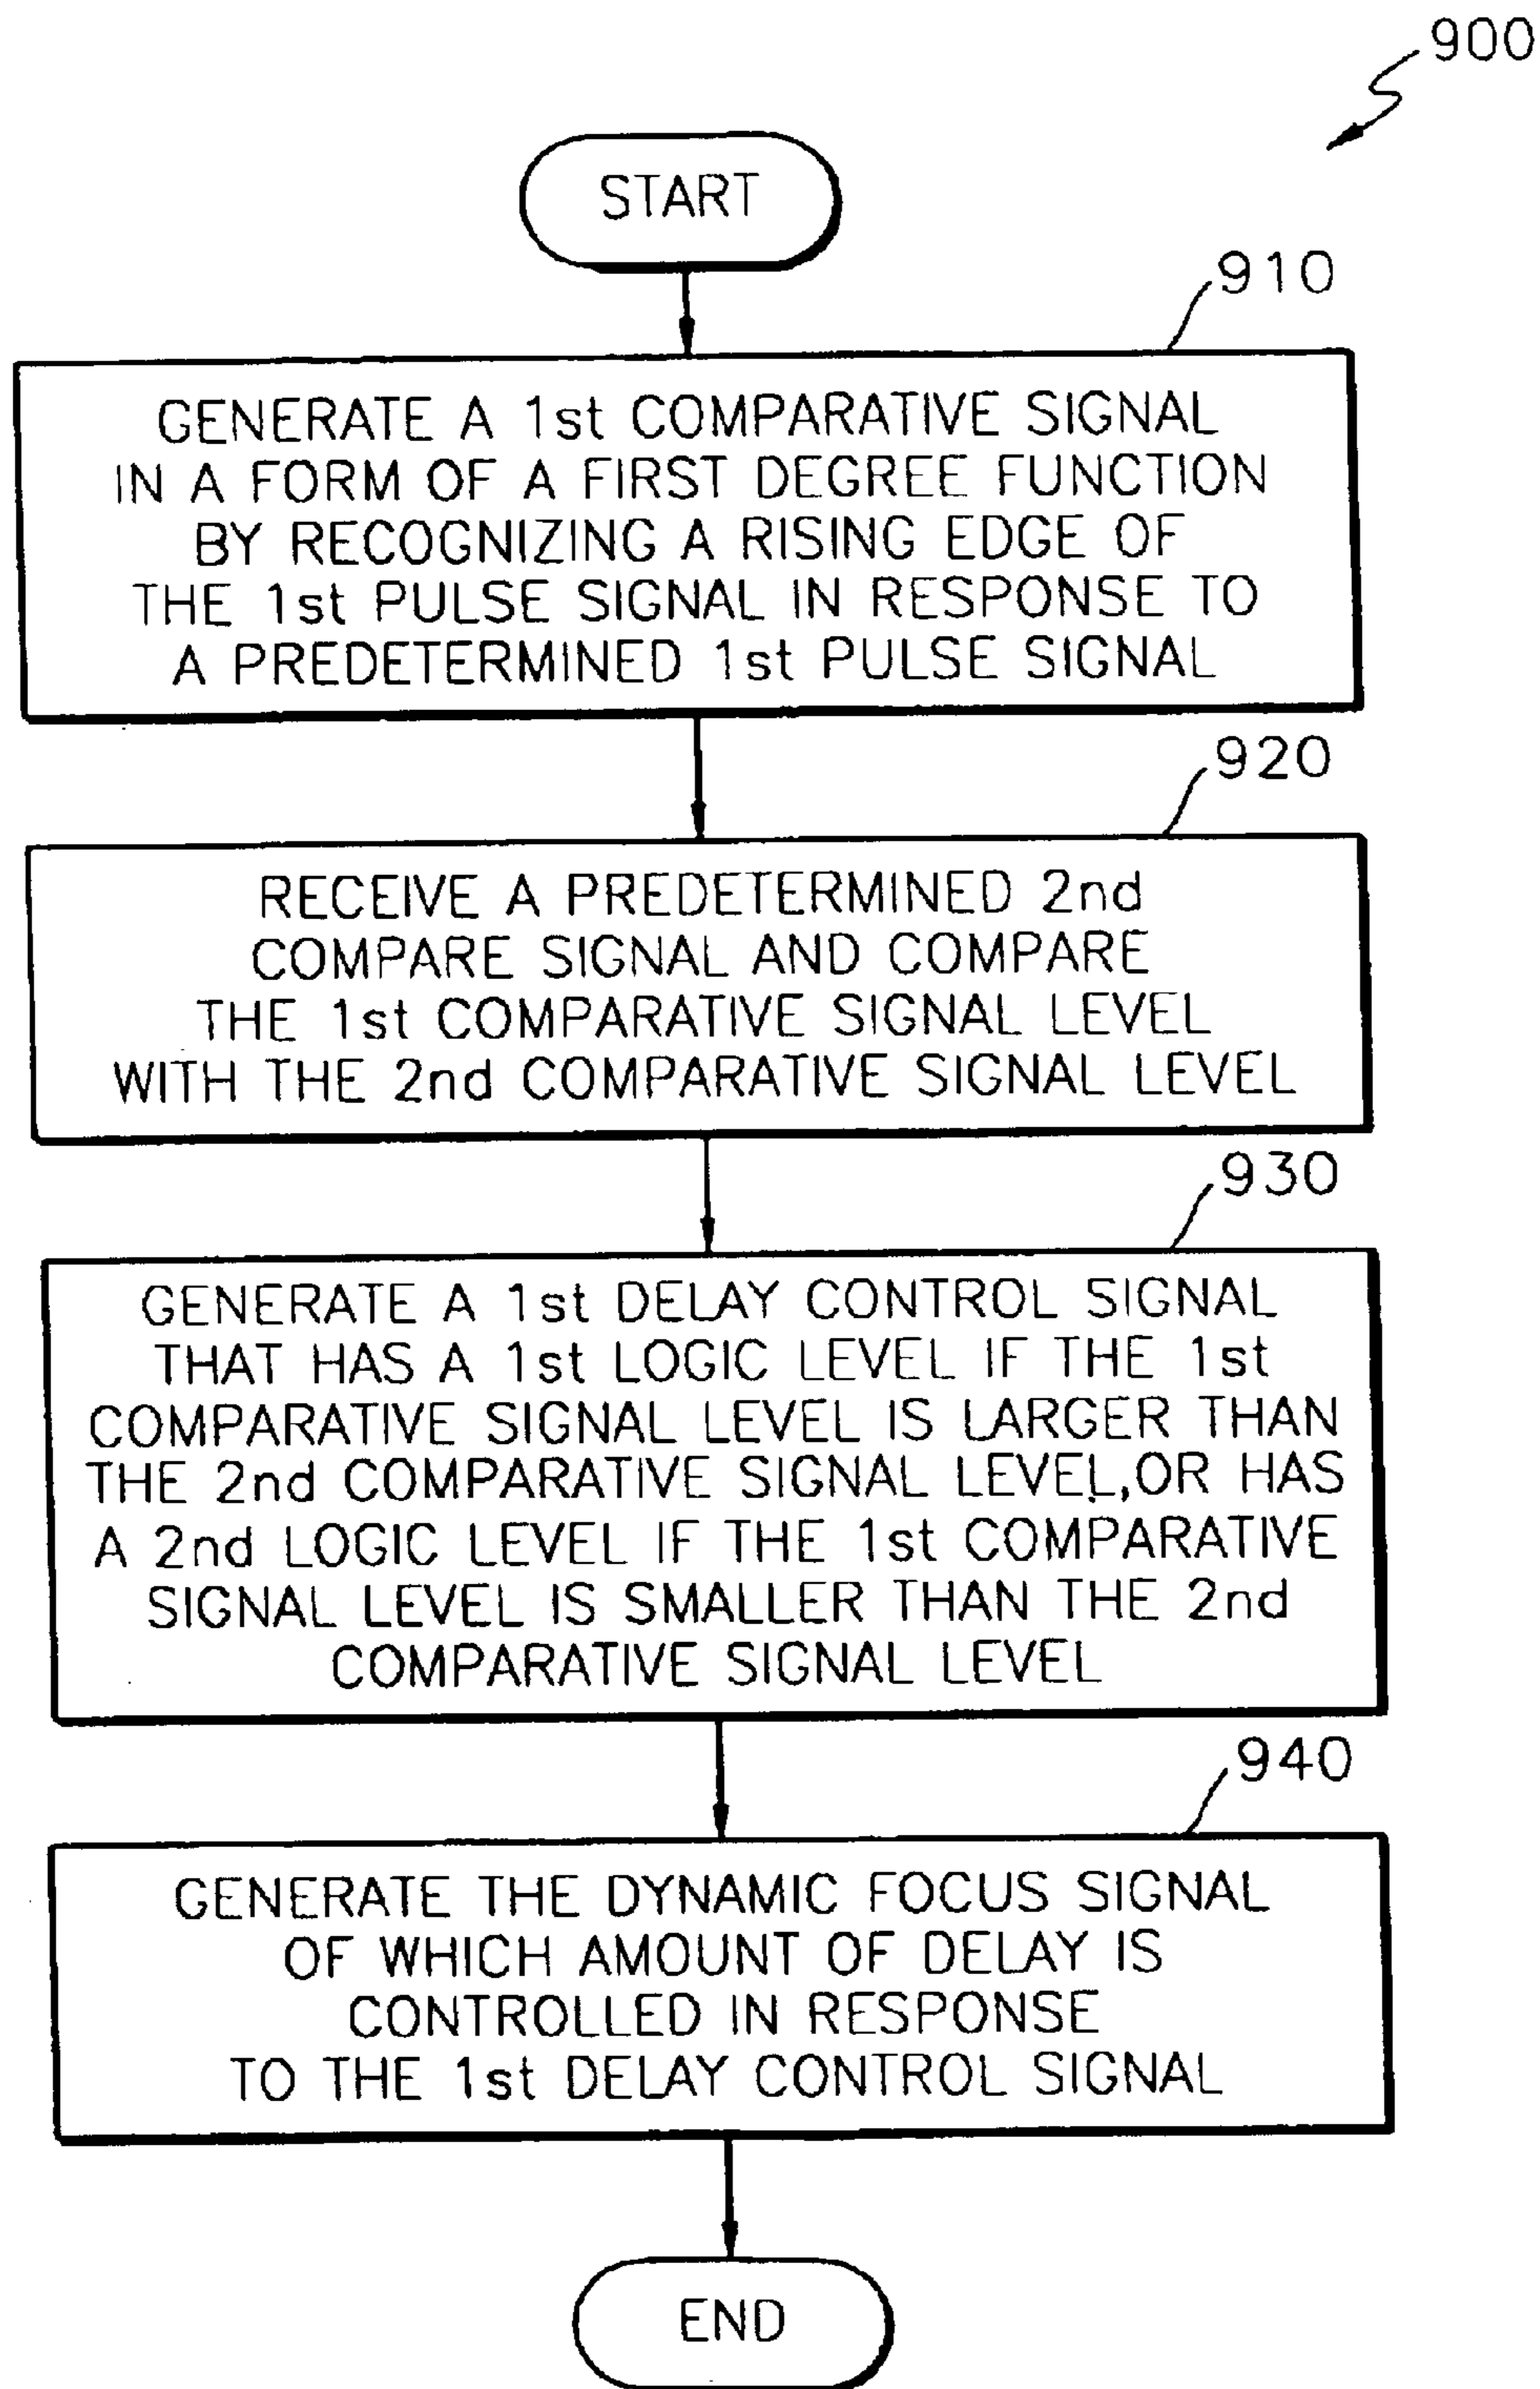 900
START
910
GENERATE A 1st COMPARATIVE SIGNAL
IN A FORM OF A FIRST DEGREE FUNCTION
BY RECOGNIZING A RISING EDGE OF
THE 1st PULSE SIGNAL IN RESPONSE TO
A PREDETERMINED 1st PULSE SIGNAL
920
RECEIVE A PREDETERMINED 2nd
COMPARE SIGNAL AND COMPARE
THE 1st COMPARATIVE SIGNAL LEVEL
WITH THE 2nd COMPARATIVE SIGNAL LEVEL
930
GENERATE A 1st DELAY CONTROL SIGNAL
THAT HAS A 1st LOGIC LEVEL IF THE 1st
COMPARATIVE SIGNAL LEVEL IS LARGER THAN
THE 2nd COMPARATIVE SIGNAL LEVEL,OR HAS
A 2nd LOGIC LEVEL IF THE 1st COMPARATIVE
SIGNAL LEVEL IS SMALLER THAN THE 2nd
COMPARATIVE SIGNAL LEVEL
940
GENERATE THE DYNAMIC FOCUS SIGNAL
OF WHICH AMOUNT OF DELAY IS
CONTROLLED IN RESPONSE
TO THE 1st DELAY CONTROL SIGNAL
END